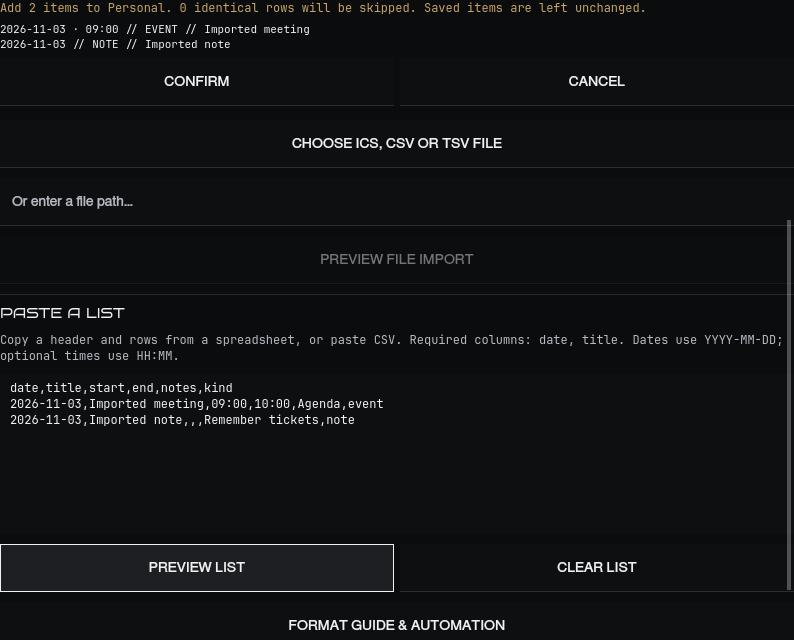 Add 2 items to Personal. 0 identical rows will be skipped. Saved items are left unchanged.
2026-11-03 · 09:00 // EVENT // Imported meeting
2026-11-03 // NOTE // Imported note
CONFIRM
CANCEL
CHOOSE ICS, CSV OR TSV FILE
Or enter a file path...
PREVIEW FILE IMPORT
PASTE A LIST
Copy a header and rows from a spreadsheet, or paste CSV. Required columns: date, title. Dates use YYYY-MM-DD;
optional times use HH:MM.
date,title,start,end,notes,kind
2026-11-03,Imported meeting,09:00,10:00,Agenda,event
2026-11-03,Imported note,,,Remember tickets,note
PREVIEW LIST
CLEAR LIST
FORMAT GUIDE & AUTOMATION